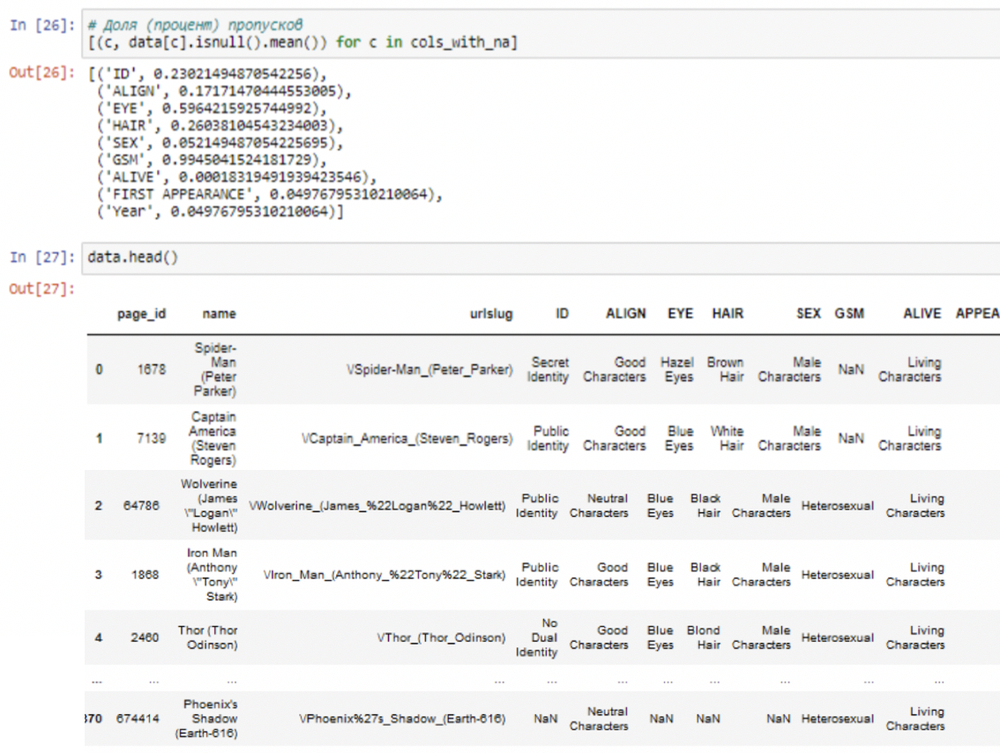 In [26]: # Доля (процент) пропусков
[(c, data[c].isnull().mean()) for c in cols_with_na]
Out[26]: [('ID', 0.23021494870542256),
('ALIGN', 0.17171470444553005),
('EYE', 0.5964215925744992),
('HAIR', 0.26038104543234003),
('SEX', 0.052149487054225695),
('GSM', 0.9945041524181729),
('ALIVE', 0.00018319491939423546),
('FIRST APPEARANCE', 0.04976795310210064),
('Year', 0.04976795310210064)]
In [27]: data.head()
Out[27]:
page_id name urlslug ID ALIGN EYE HAIR SEX GSM ALIVE APPEA
Spider-
0 1678 Man \/Spider-Man_(Peter_Parker) Secret Good Hazel Brown Male NaN Living
(Peter Identity Characters Eyes Hair Characters Characters
Parker)
Captain
1 7139 America \/Captain_America_(Steven_Rogers) Public Good Blue White Male NaN Living
(Steven Identity Characters Eyes Hair Characters Characters
Rogers)
Wolverine
2 64786 (James \/Wolverine_(James_%22Logan%22_Howlett) Public Neutral Blue Black Male Heterosexual Living
\"Logan\" Identity Characters Eyes Hair Characters Characters
Howlett)
Iron Man
3 1868 (Anthony \/Iron_Man_(Anthony_%22Tony%22_Stark) Public Good Blue Black Male Heterosexual Living
\"Tony\" Identity Characters Eyes Hair Characters Characters
Stark)
No
4 2460 Thor (Thor \/Thor_(Thor_Odinson) Dual Good Blue Blond Male Heterosexual Living
Odinson) Identity Characters Eyes Hair Characters Characters
... ... ... ... ... ... ... ... ... ... ...
Phoenix's
370 674414 Shadow \/Phoenix%27s_Shadow_(Earth-616) NaN Neutral NaN NaN NaN Heterosexual Living
(Earth-616) Characters Characters